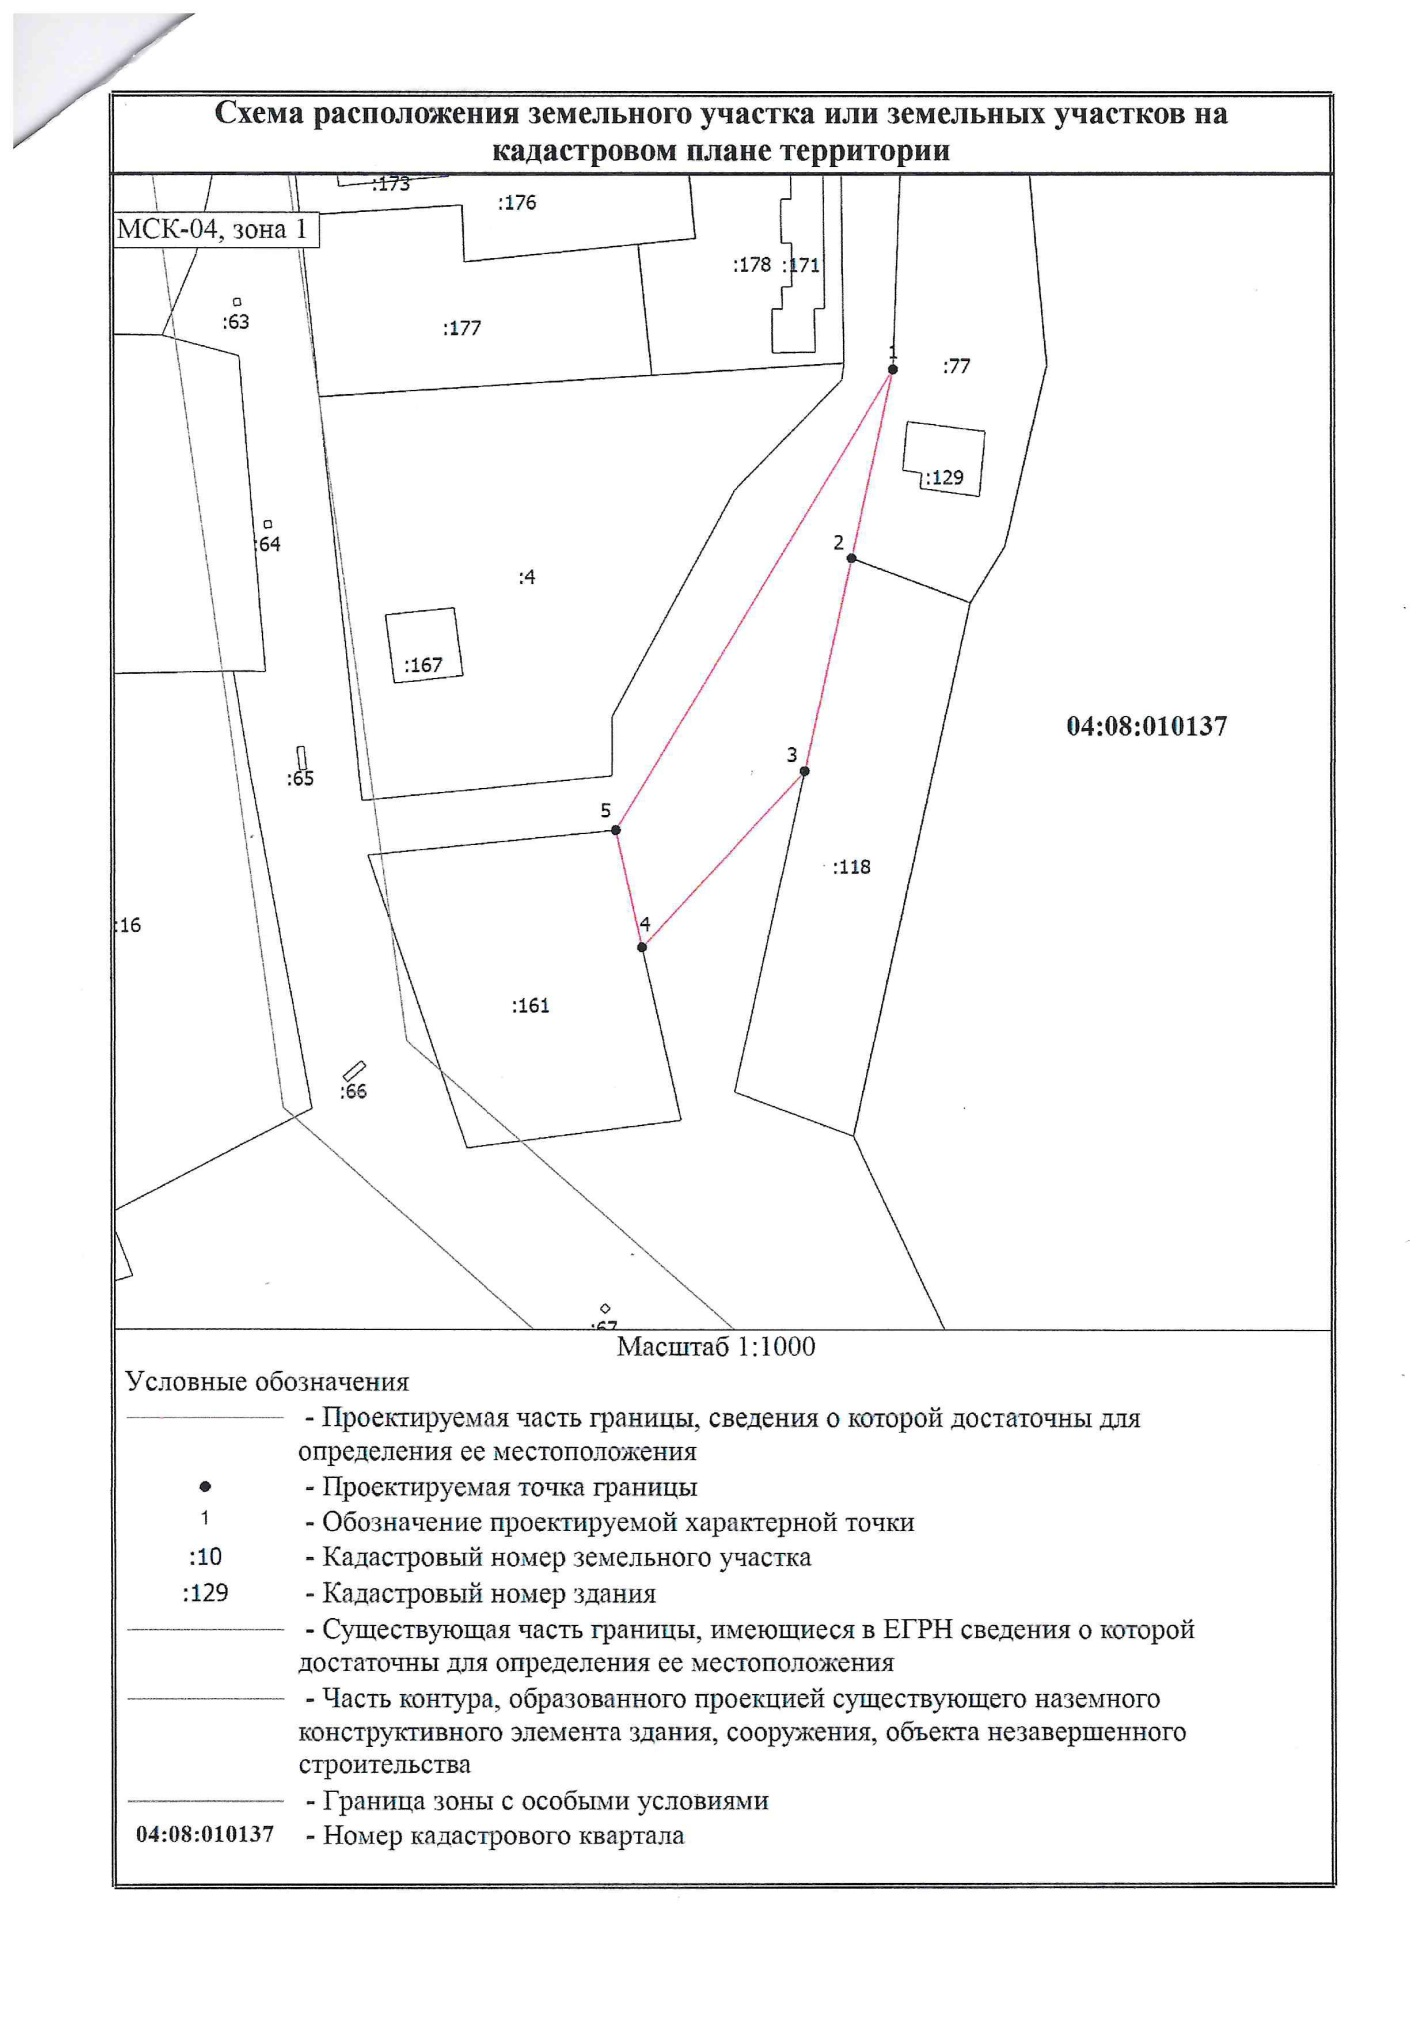 Схема расположения земельного участка или земельных участков на
кадастровом плане территории
:173
:176
МСК-04, зона 1
:178 :171
:63
:177
1
:77
:129
:64
2
:4
:167
04:08:010137
3
:65
5
:118
4
:16
:161
:66
:67
Масштаб 1:1000
Условные обозначения
- Проектируемая часть границы, сведения о которой достаточны для
определения ее местоположения
- Проектируемая точка границы
1 - Обозначение проектируемой характерной точки
:10 - Кадастровый номер земельного участка
:129 - Кадастровый номер здания
- Существующая часть границы, имеющиеся в ЕГРН сведения о которой
достаточны для определения ее местоположения
- Часть контура, образованного проекцией существующего наземного
конструктивного элемента здания, сооружения, объекта незавершенного
строительства
- Граница зоны с особыми условиями
04:08:010137 - Номер кадастрового квартала